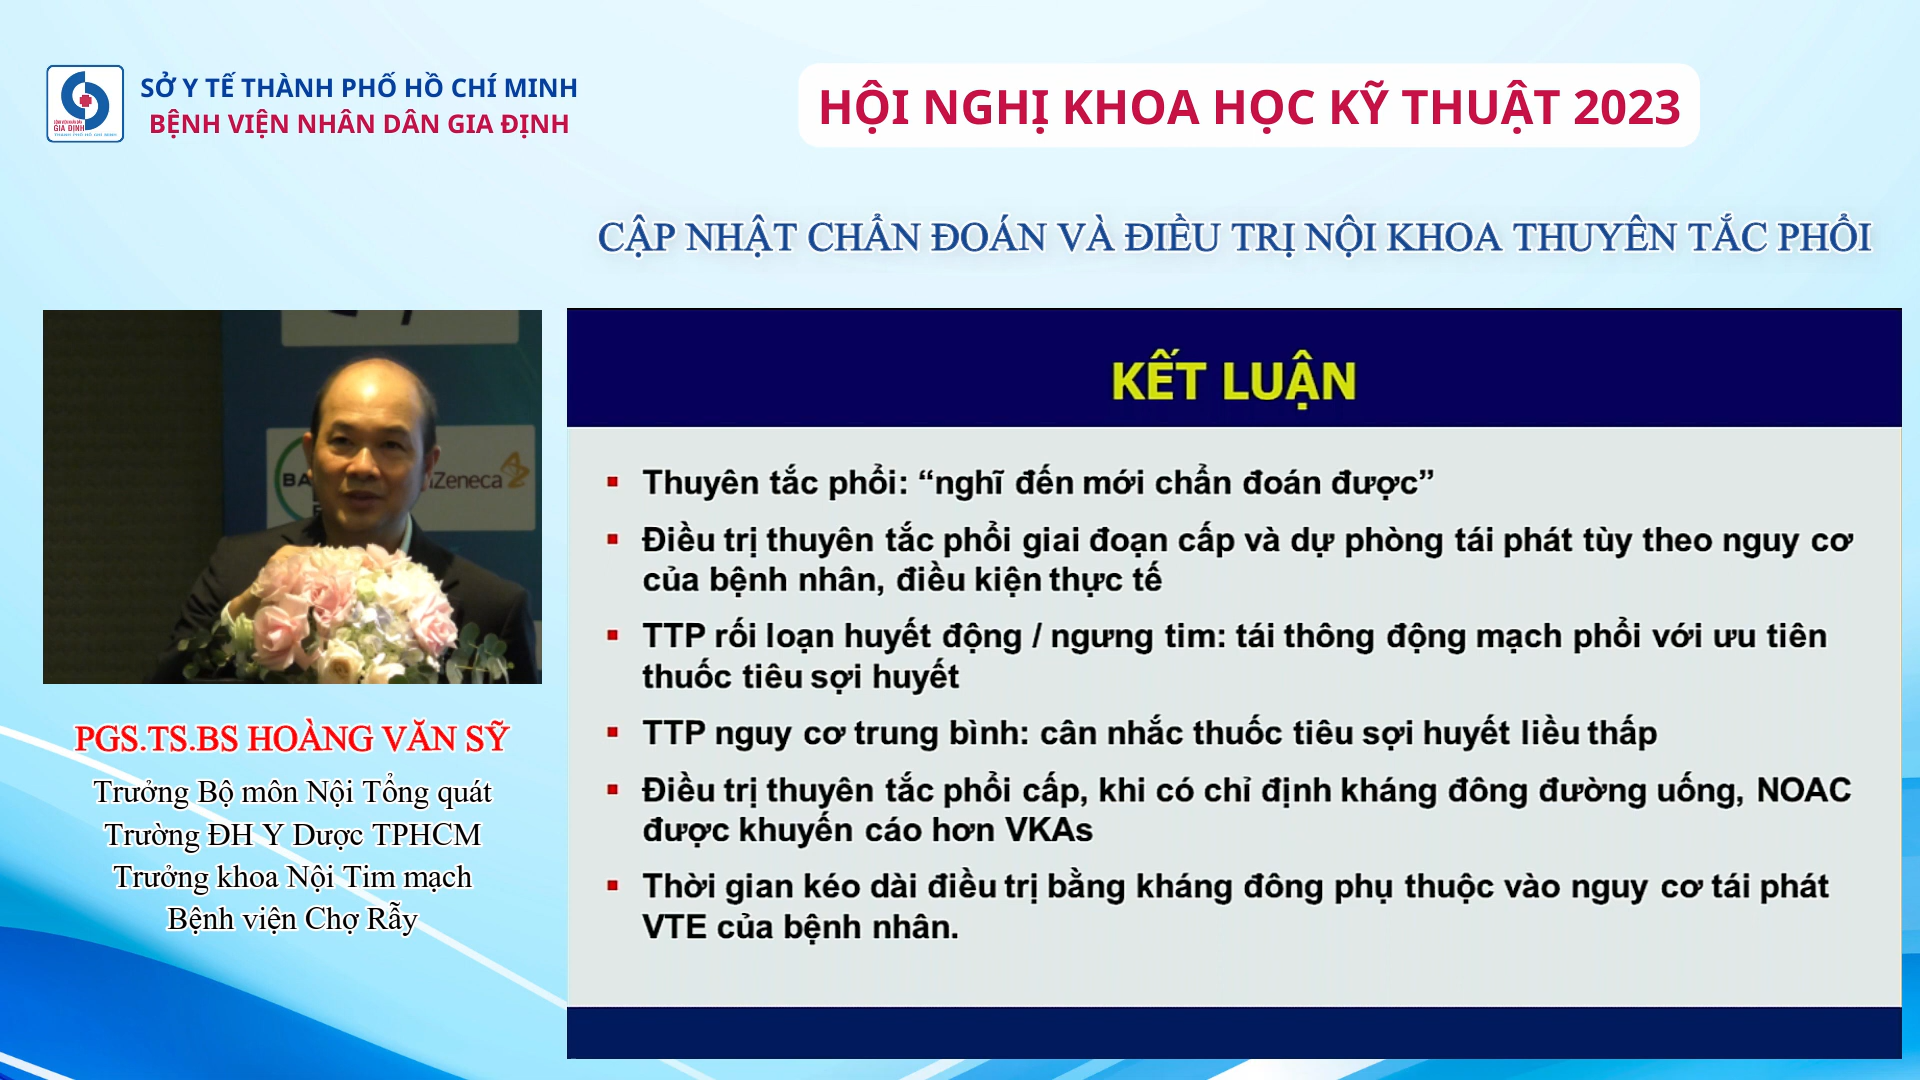 SỞ Y TẾ THÀNH PHỐ HỒ CHÍ MINH
BỆNH VIỆN NHÂN DÂN GIA ĐỊNH
GIA ĐỊNH
HỘI NGHỊ KHOA HỌC KỸ THUẬT 2023
CẬP NHẬT CHẨN ĐOÁN VÀ ĐIỀU TRỊ NỘI KHOA THUYÊN TẮC PHỔI
BA
Zeneca
PGS.TS.BS HOÀNG VĂN SỸ
Trưởng Bộ môn Nội Tổng quát
Trường ĐH Y Dược TPHCM
Trưởng khoa Nội Tim mạch
Bệnh viện Chợ Rẫy
KẾT LUẬN
▪ Thuyên tắc phổi: “nghĩ đến mới chẩn đoán được”
▪ Điều trị thuyên tắc phổi giai đoạn cấp và dự phòng tái phát tùy theo nguy cơ
của bệnh nhân, điều kiện thực tế
▪ TTP rối loạn huyết động / ngưng tim: tái thông động mạch phổi với ưu tiên
thuốc tiêu sợi huyết
▪ TTP nguy cơ trung bình: cân nhắc thuốc tiêu sợi huyết liều thấp
▪ Điều trị thuyên tắc phổi cấp, khi có chỉ định kháng đông đường uống, NOAC
được khuyến cáo hơn VKAs
▪ Thời gian kéo dài điều trị bằng kháng đông phụ thuộc vào nguy cơ tái phát
VTE của bệnh nhân.